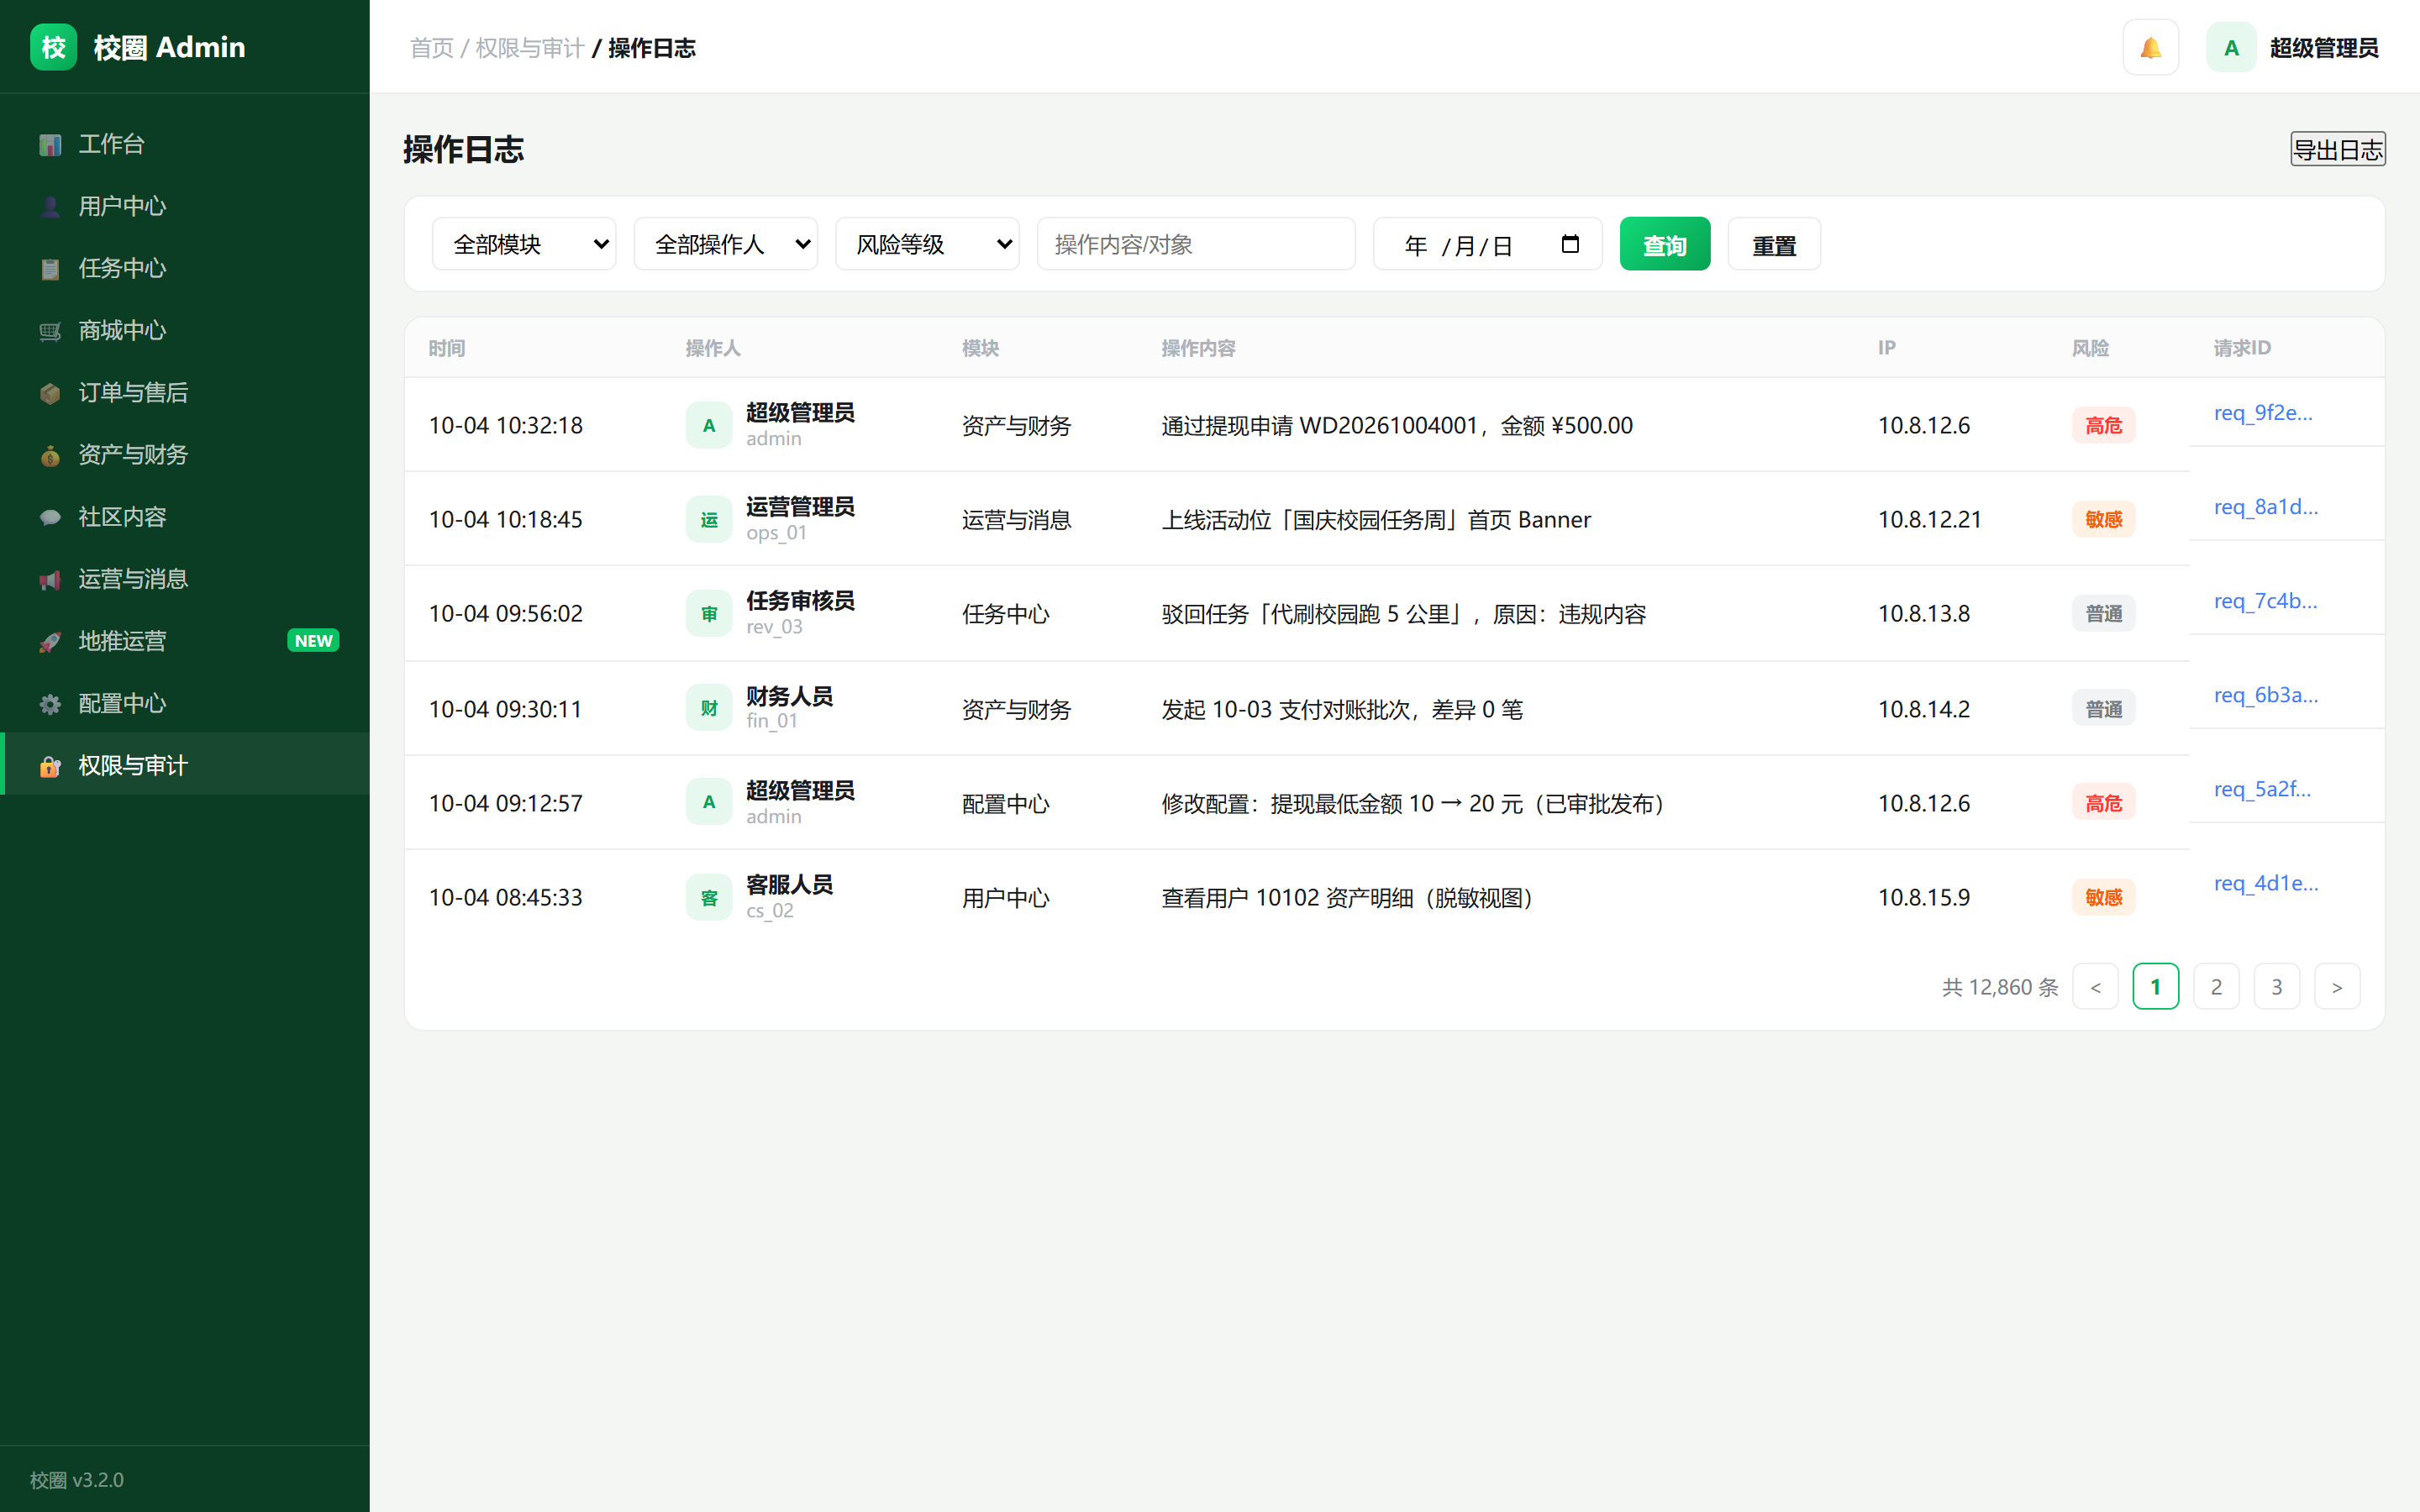 校 校圈 Admin
首页 / 权限与审计 / 操作日志
A 超级管理员
工作台
用户中心
任务中心
商城中心
订单与售后
资产与财务
社区内容
运营与消息
地推运营 NEW
配置中心
权限与审计
校圈 v3.2.0
操作日志
导出日志
全部模块 全部操作人 风险等级 操作内容/对象 年 /月/日 查询 重置
时间 操作人 模块 操作内容 IP 风险 请求ID
10-04 10:32:18 A 超级管理员 admin 资产与财务 通过提现申请 WD20261004001，金额 ¥500.00 10.8.12.6 高危 req_9f2e...
10-04 10:18:45 运 运营管理员 ops_01 运营与消息 上线活动位「国庆校园任务周」首页 Banner 10.8.12.21 敏感 req_8a1d...
10-04 09:56:02 审 任务审核员 rev_03 任务中心 驳回任务「代刷校园跑 5 公里」，原因：违规内容 10.8.13.8 普通 req_7c4b...
10-04 09:30:11 财 财务人员 fin_01 资产与财务 发起 10-03 支付对账批次，差异 0 笔 10.8.14.2 普通 req_6b3a...
10-04 09:12:57 A 超级管理员 admin 配置中心 修改配置：提现最低金额 10 → 20 元（已审批发布） 10.8.12.6 高危 req_5a2f...
10-04 08:45:33 客 客服人员 cs_02 用户中心 查看用户 10102 资产明细（脱敏视图） 10.8.15.9 敏感 req_4d1e...
共 12,860 条 < 1 2 3 >